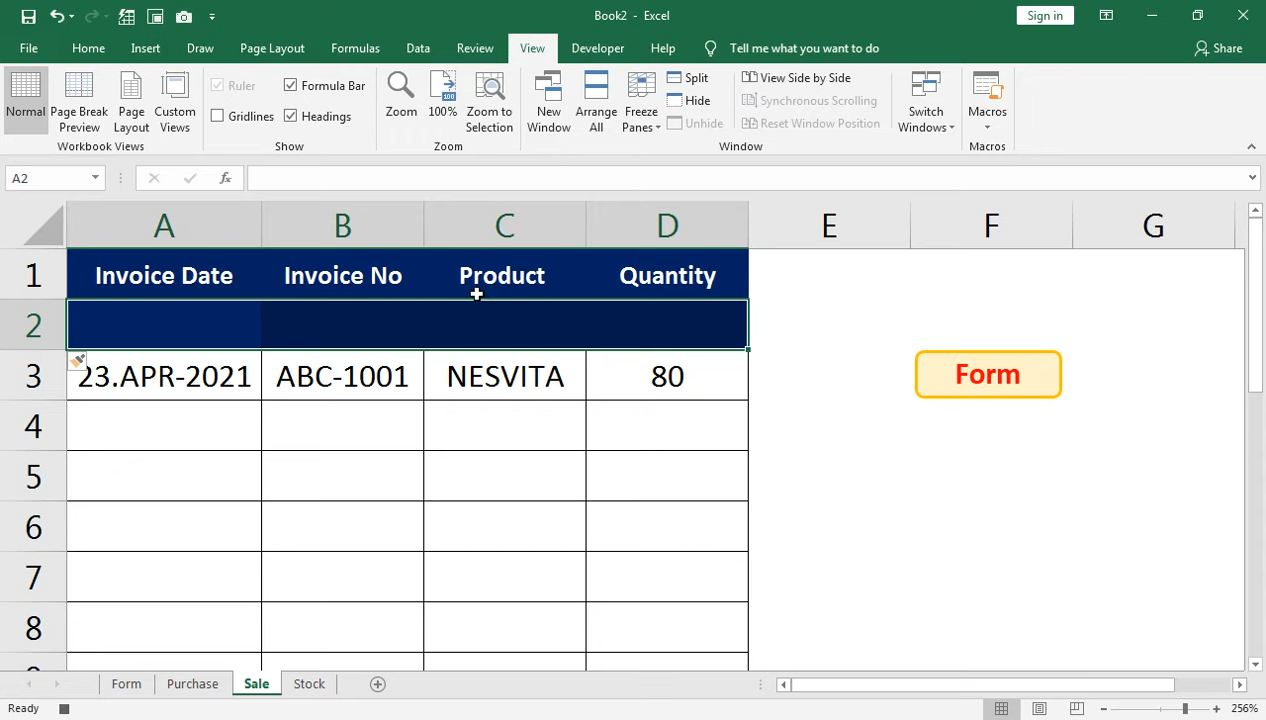 Book2 - Excel
Sign in
File Home Insert Draw Page Layout Formulas Data Review View Developer Help Tell me what you want to do Share
Normal
Page Break Preview
Page Layout
Custom Views
Workbook Views
Ruler
Formula Bar
Gridlines
Headings
Show
Zoom
100
100%
Zoom to Selection
Zoom
New Window
Arrange All
Freeze Panes
Split
Hide
Unhide
View Side by Side
Synchronous Scrolling
Reset Window Position
Window
Switch Windows
Macros
Macros
A2 fx
A B C D E F G
1 Invoice Date Invoice No Product Quantity
2
3 23.APR-2021 ABC-1001 NESVITA 80 Form
4
5
6
7
8
Form Purchase Sale Stock
Ready 256%